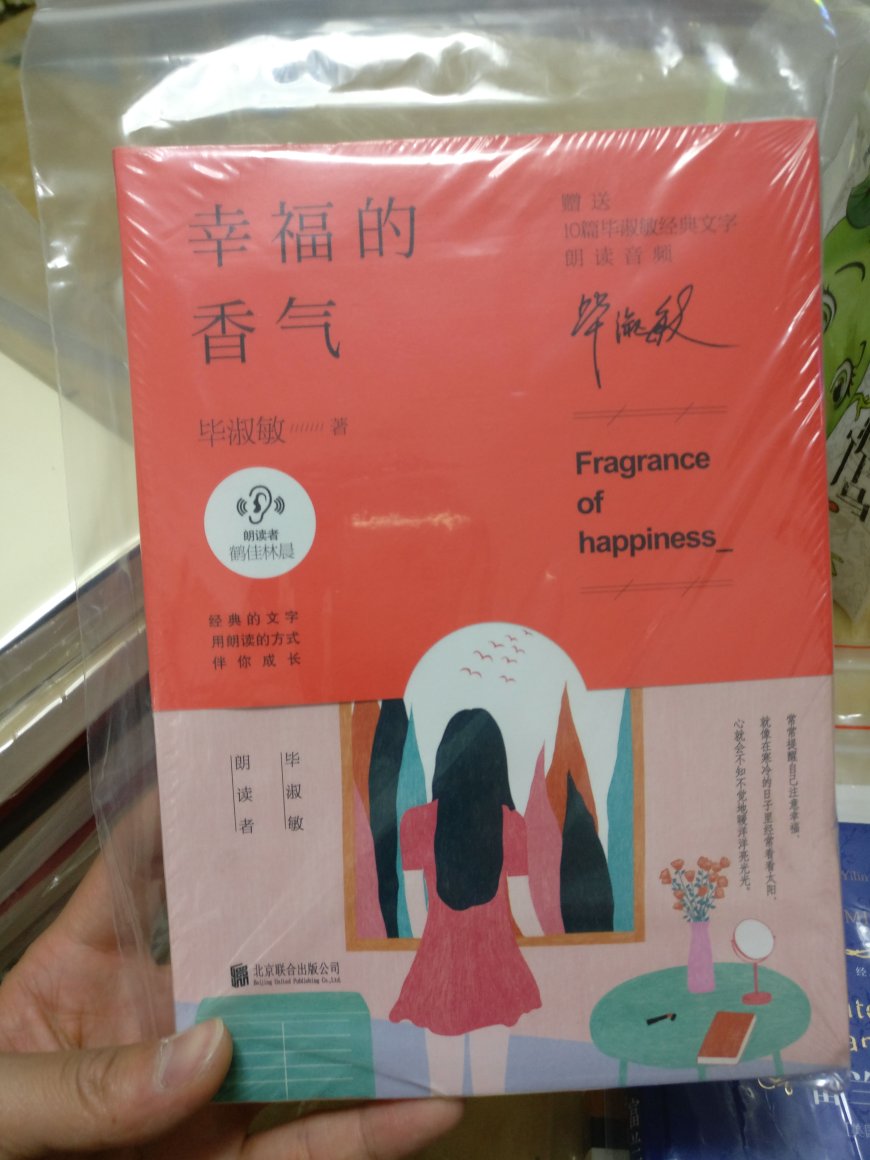 幸福的
香气
毕淑敏 著
赠送
10篇毕淑敏经典文字
朗读音频
毕淑敏
Fragrance
of
happiness_
朗读者
鹤佳林晨
经典的文字
用朗读的方式
伴你成长
毕淑敏
朗读者
常常提醒自己注意幸福,
就像在寒冷的日子里经常看看太阳,
心就会不知不觉地暖洋洋亮光光。
北京联合出版公司
Beijing United Publishing Co.,Ltd.
Yilin